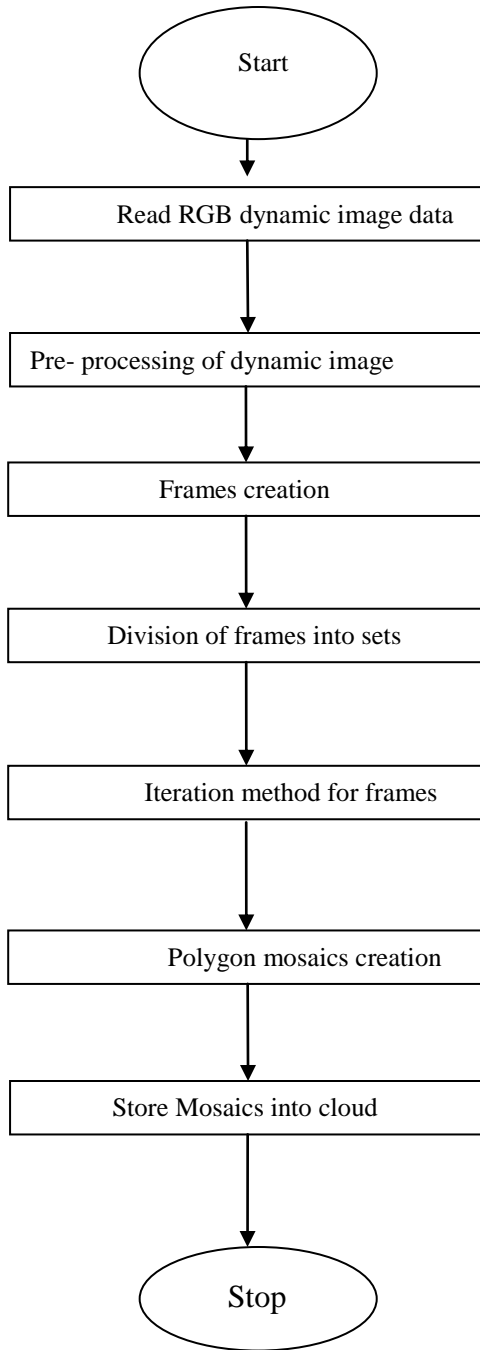 Start
Read RGB dynamic image data
Pre- processing of dynamic image
Frames creation
Division of frames into sets
Iteration method for frames
Polygon mosaics creation
Store Mosaics into cloud
Stop